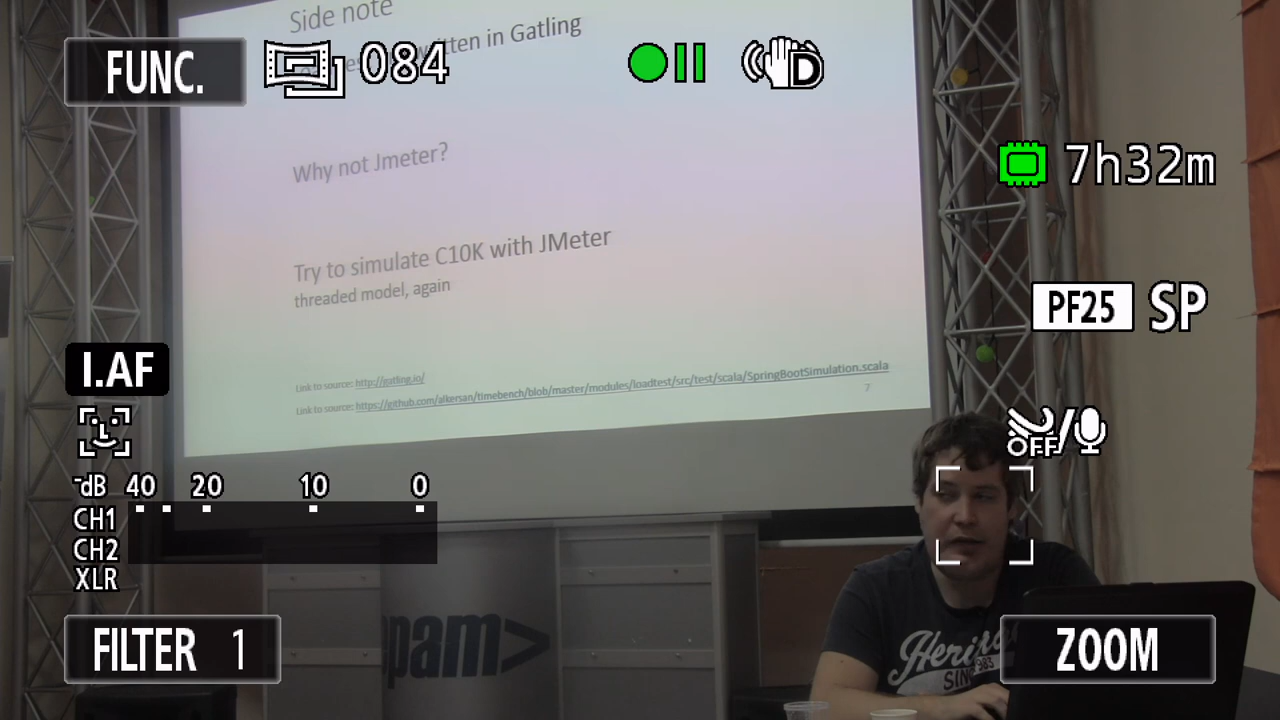 Side note
written in Gatling
FUNC.
084
D
Why not Jmeter?
7h32m
Try to simulate C10K with JMeter
threaded model, again
PF25 SP
I.AF
Link to source: http://gatling.io/
Link to source: https://github.com/alkersan/timebench/blob/master/modules/loadtest/src/test/scala/SpringBootSimulation.scala
7
OFF
-dB 40 20 10 0
CH1
CH2
XLR
pam>
FILTER 1
ZOOM